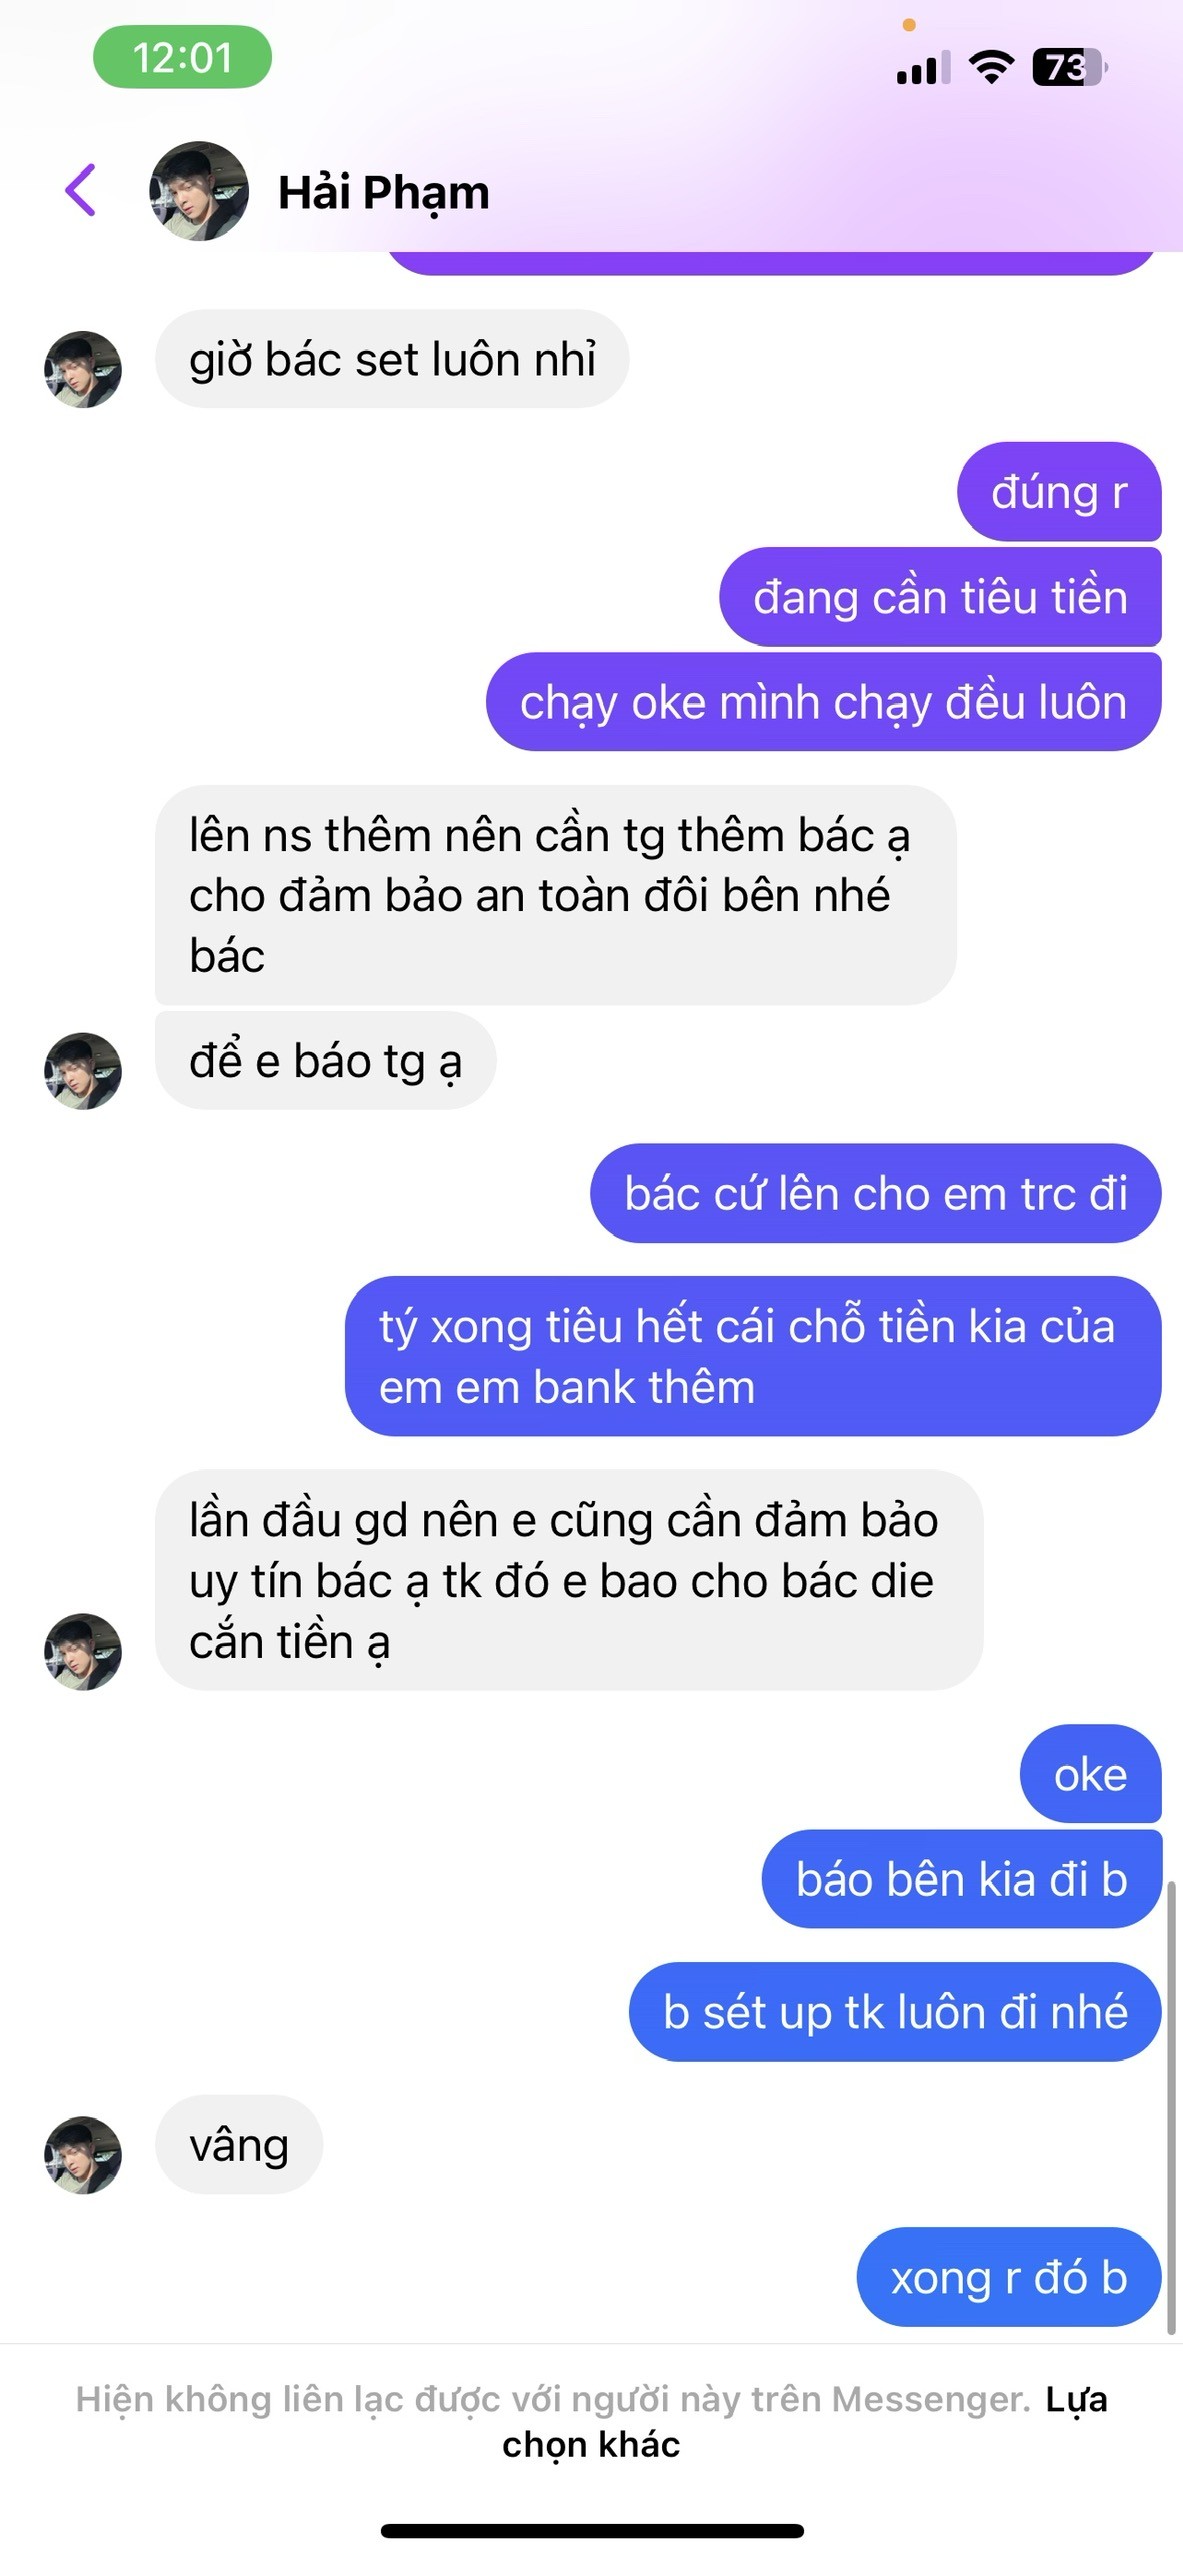 12:01
73
Hải Phạm
giờ bác set luôn nhỉ
đúng r
đang cần tiêu tiền
chạy oke mình chạy đều luôn
lên ns thêm nên cần tg thêm bác ạ
cho đảm bảo an toàn đôi bên nhé
bác
để e báo tg ạ
bác cứ lên cho em trc đi
tý xong tiêu hết cái chỗ tiền kia của
em em bank thêm
lần đầu gd nên e cũng cần đảm bảo
uy tín bác ạ tk đó e bao cho bác die
cắn tiền ạ
oke
báo bên kia đi b
b sét up tk luôn đi nhé
vâng
xong r đó b
Hiện không liên lạc được với người này trên Messenger. Lựa
chọn khác